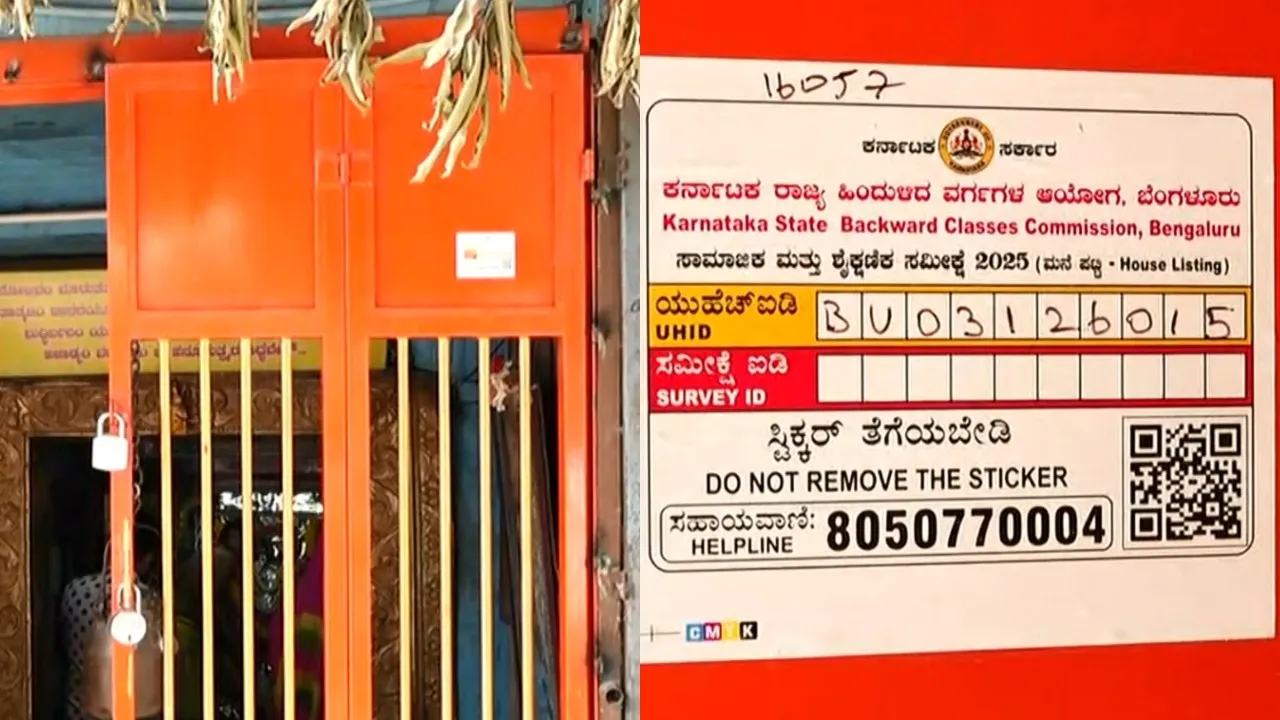 16057
ಕರ್ನಾಟಕ ಸರ್ಕಾರ
ಕರ್ನಾಟಕ ರಾಜ್ಯ ಹಿಂದುಳಿದ ವರ್ಗಗಳ ಆಯೋಗ, ಬೆಂಗಳೂರು
Karnataka State Backward Classes Commission, Bengaluru
ಸಾಮಾಜಿಕ ಮತ್ತು ಶೈಕ್ಷಣಿಕ ಸಮೀಕ್ಷೆ 2025 (ಮನೆ ಪಟ್ಟಿ - House Listing)
ಯುಹೆಚ್ಐಡಿ
UHID BU03126015
ಸಮೀಕ್ಷೆ ಐಡಿ
SURVEY ID
ಸ್ಟಿಕ್ಕರ್ ತೆಗೆಯಬೇಡಿ
DO NOT REMOVE THE STICKER
ಸಹಾಯವಾಣಿ:
HELPLINE 8050770004
CMYK